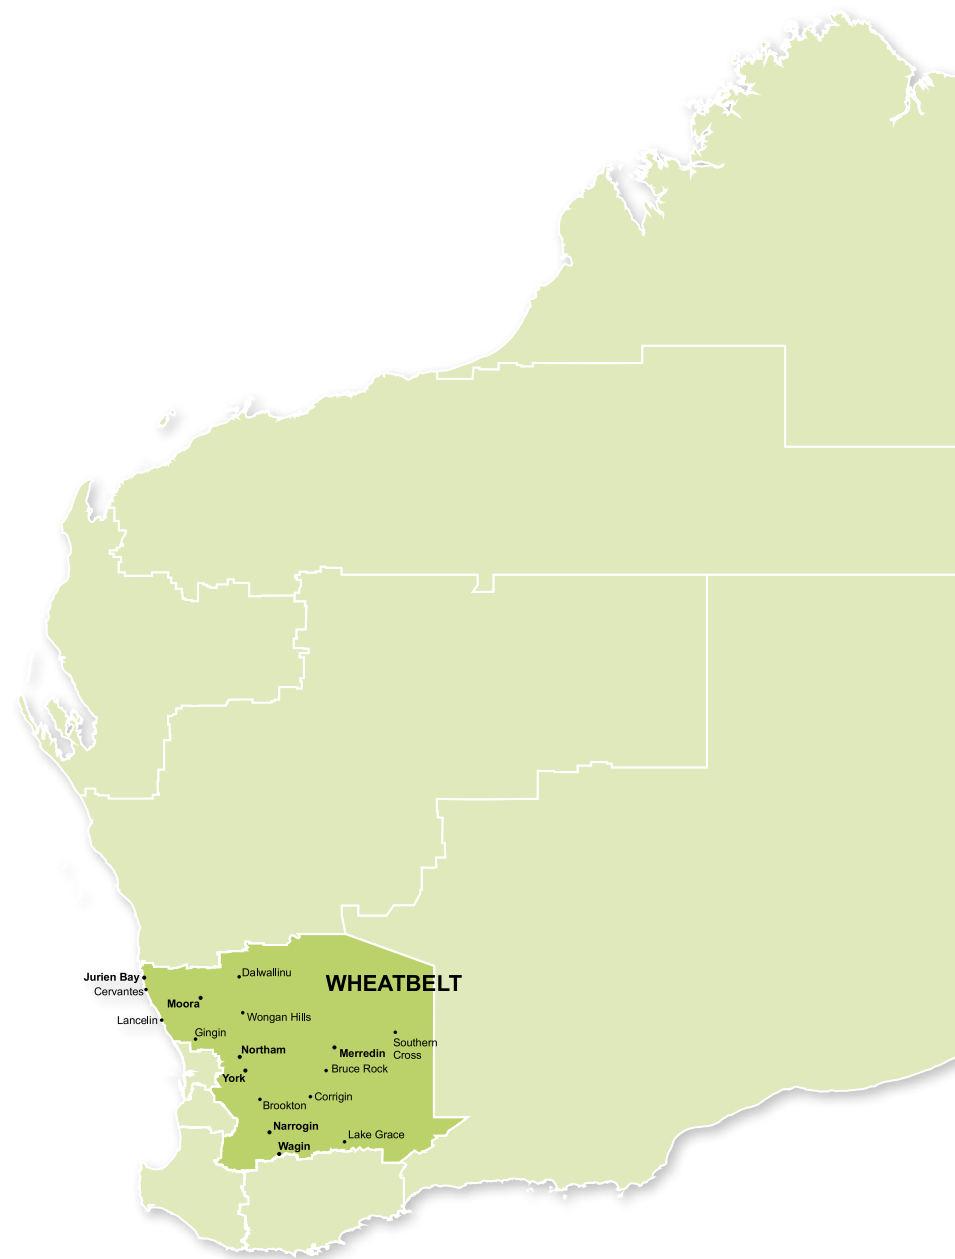 Dalwallinu
Jurien Bay
WHEATBELT
Cervantes
Moora
Wongan Hills
Lancelin
Gingin
Southern
Cross
Northam
Merredin
Bruce Rock
York
Corrigin
Brookton
Narrogin
Lake Grace
Wagin